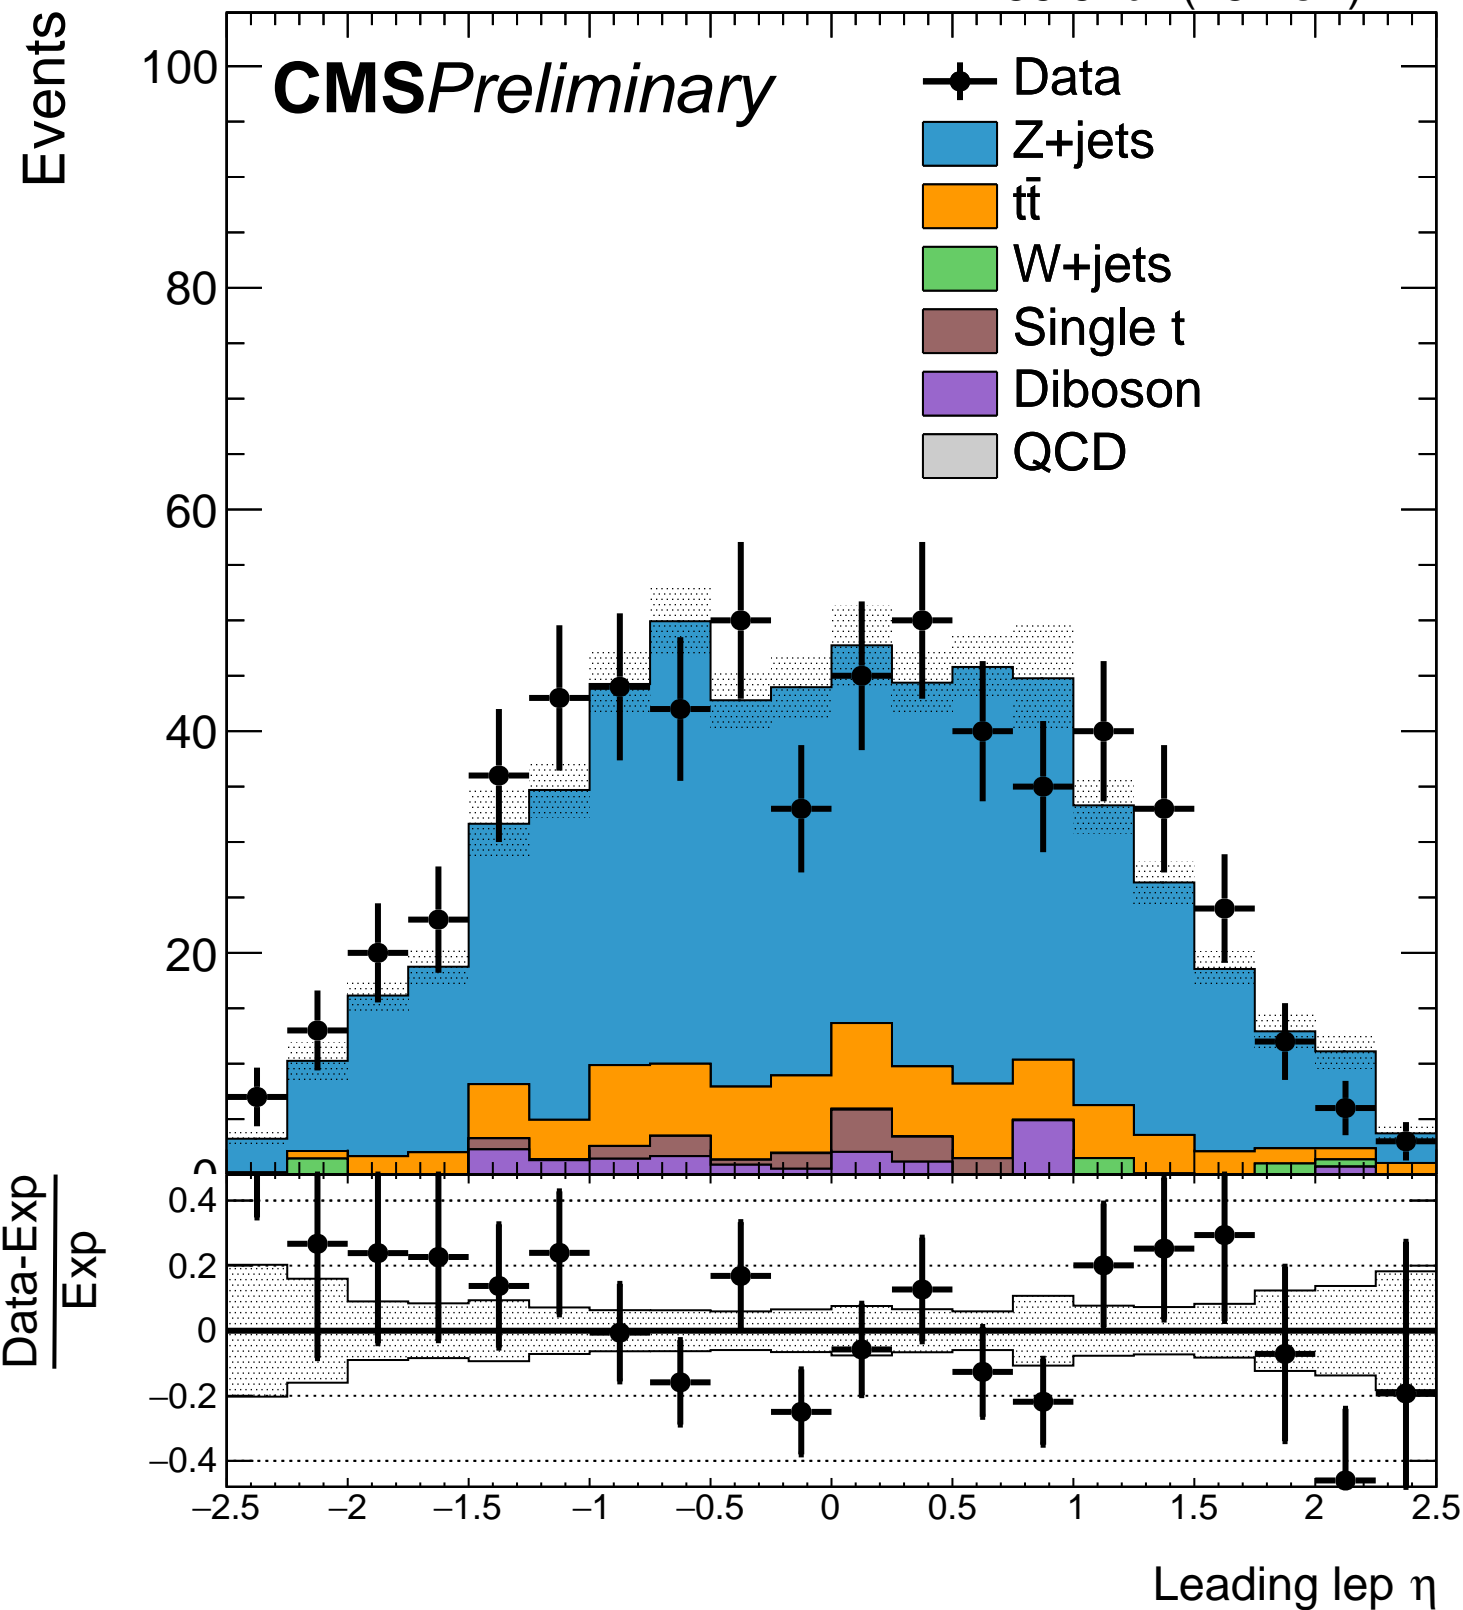 Events
CMS Preliminary
Data
Z+jets
tt̄
W+jets
Single t
Diboson
QCD
100
80
60
40
20
0
Data-Exp
Exp
0.4
0.2
0
−0.2
−0.4
−2.5 −2 −1.5 −1 −0.5 0 0.5 1 1.5 2 2.5
Leading lep η